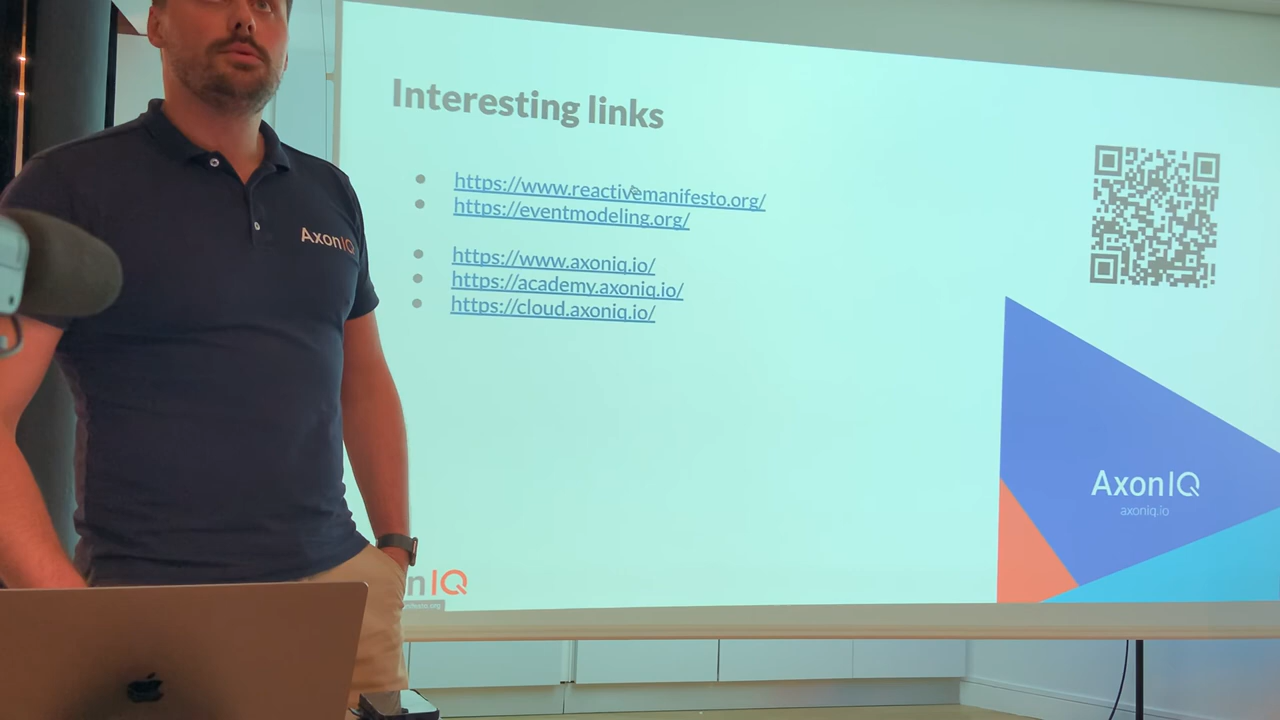 Interesting links
https://www.reactivemanifesto.org/
https://eventmodeling.org/
https://www.axoniq.io/
https://academy.axoniq.io/
https://cloud.axoniq.io/
AxonIQ
AxonIQ
axoniq.io
n IQ